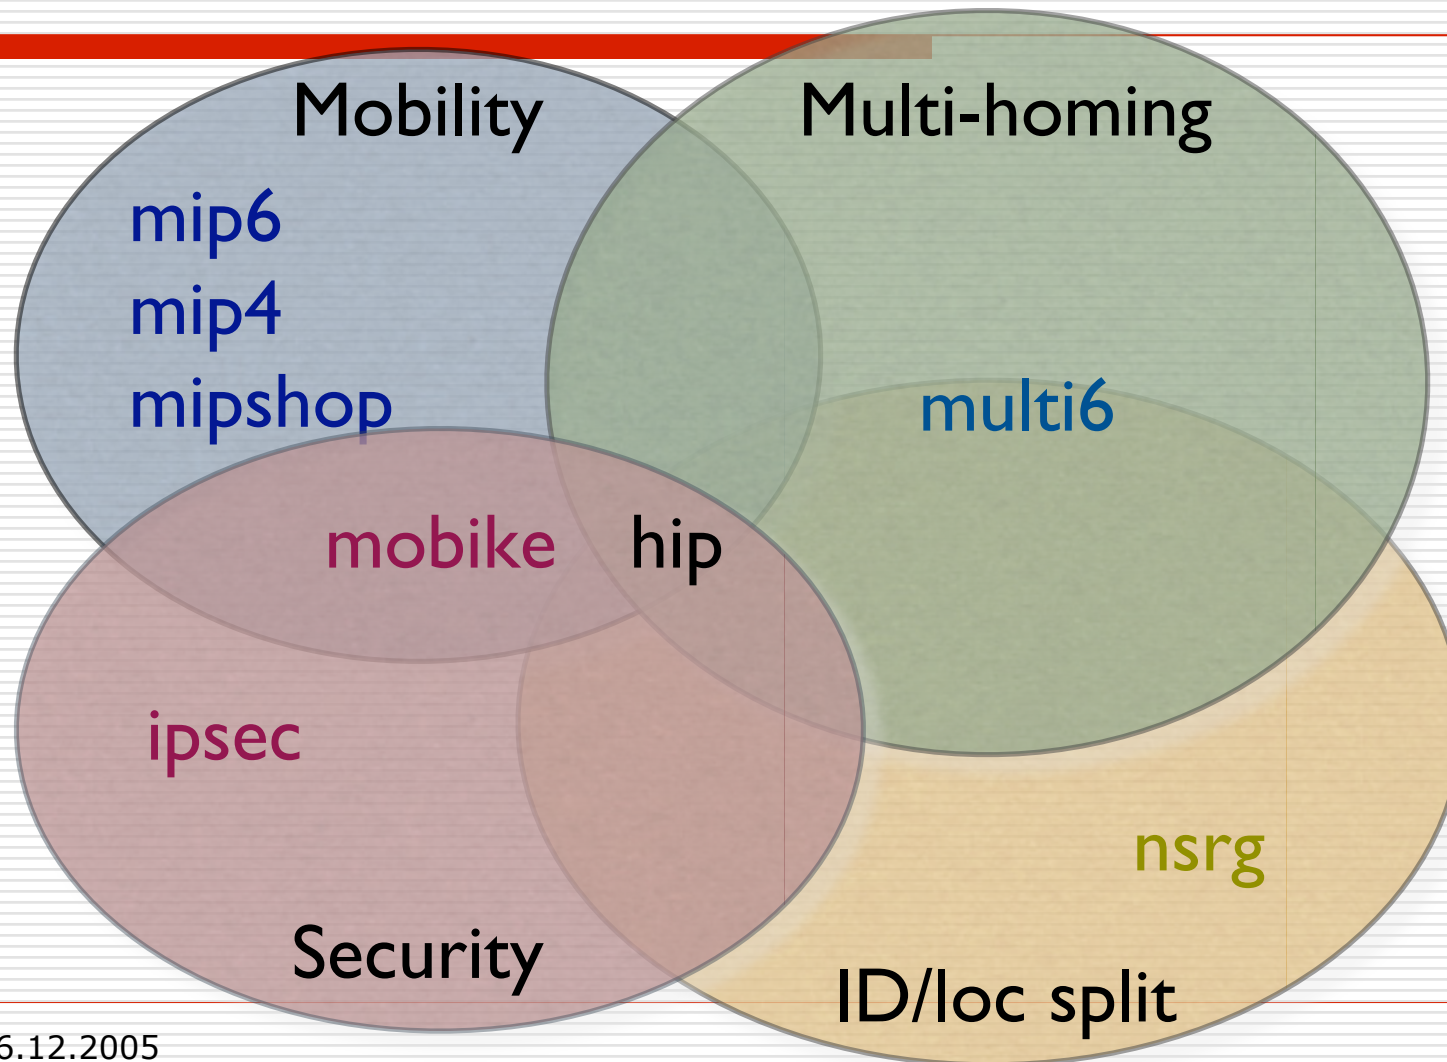 Mobility
Multi-homing
mip6
mip4
mipshop
multi6
mobike
hip
ipsec
nsrg
Security
ID/loc split
6.12.2005